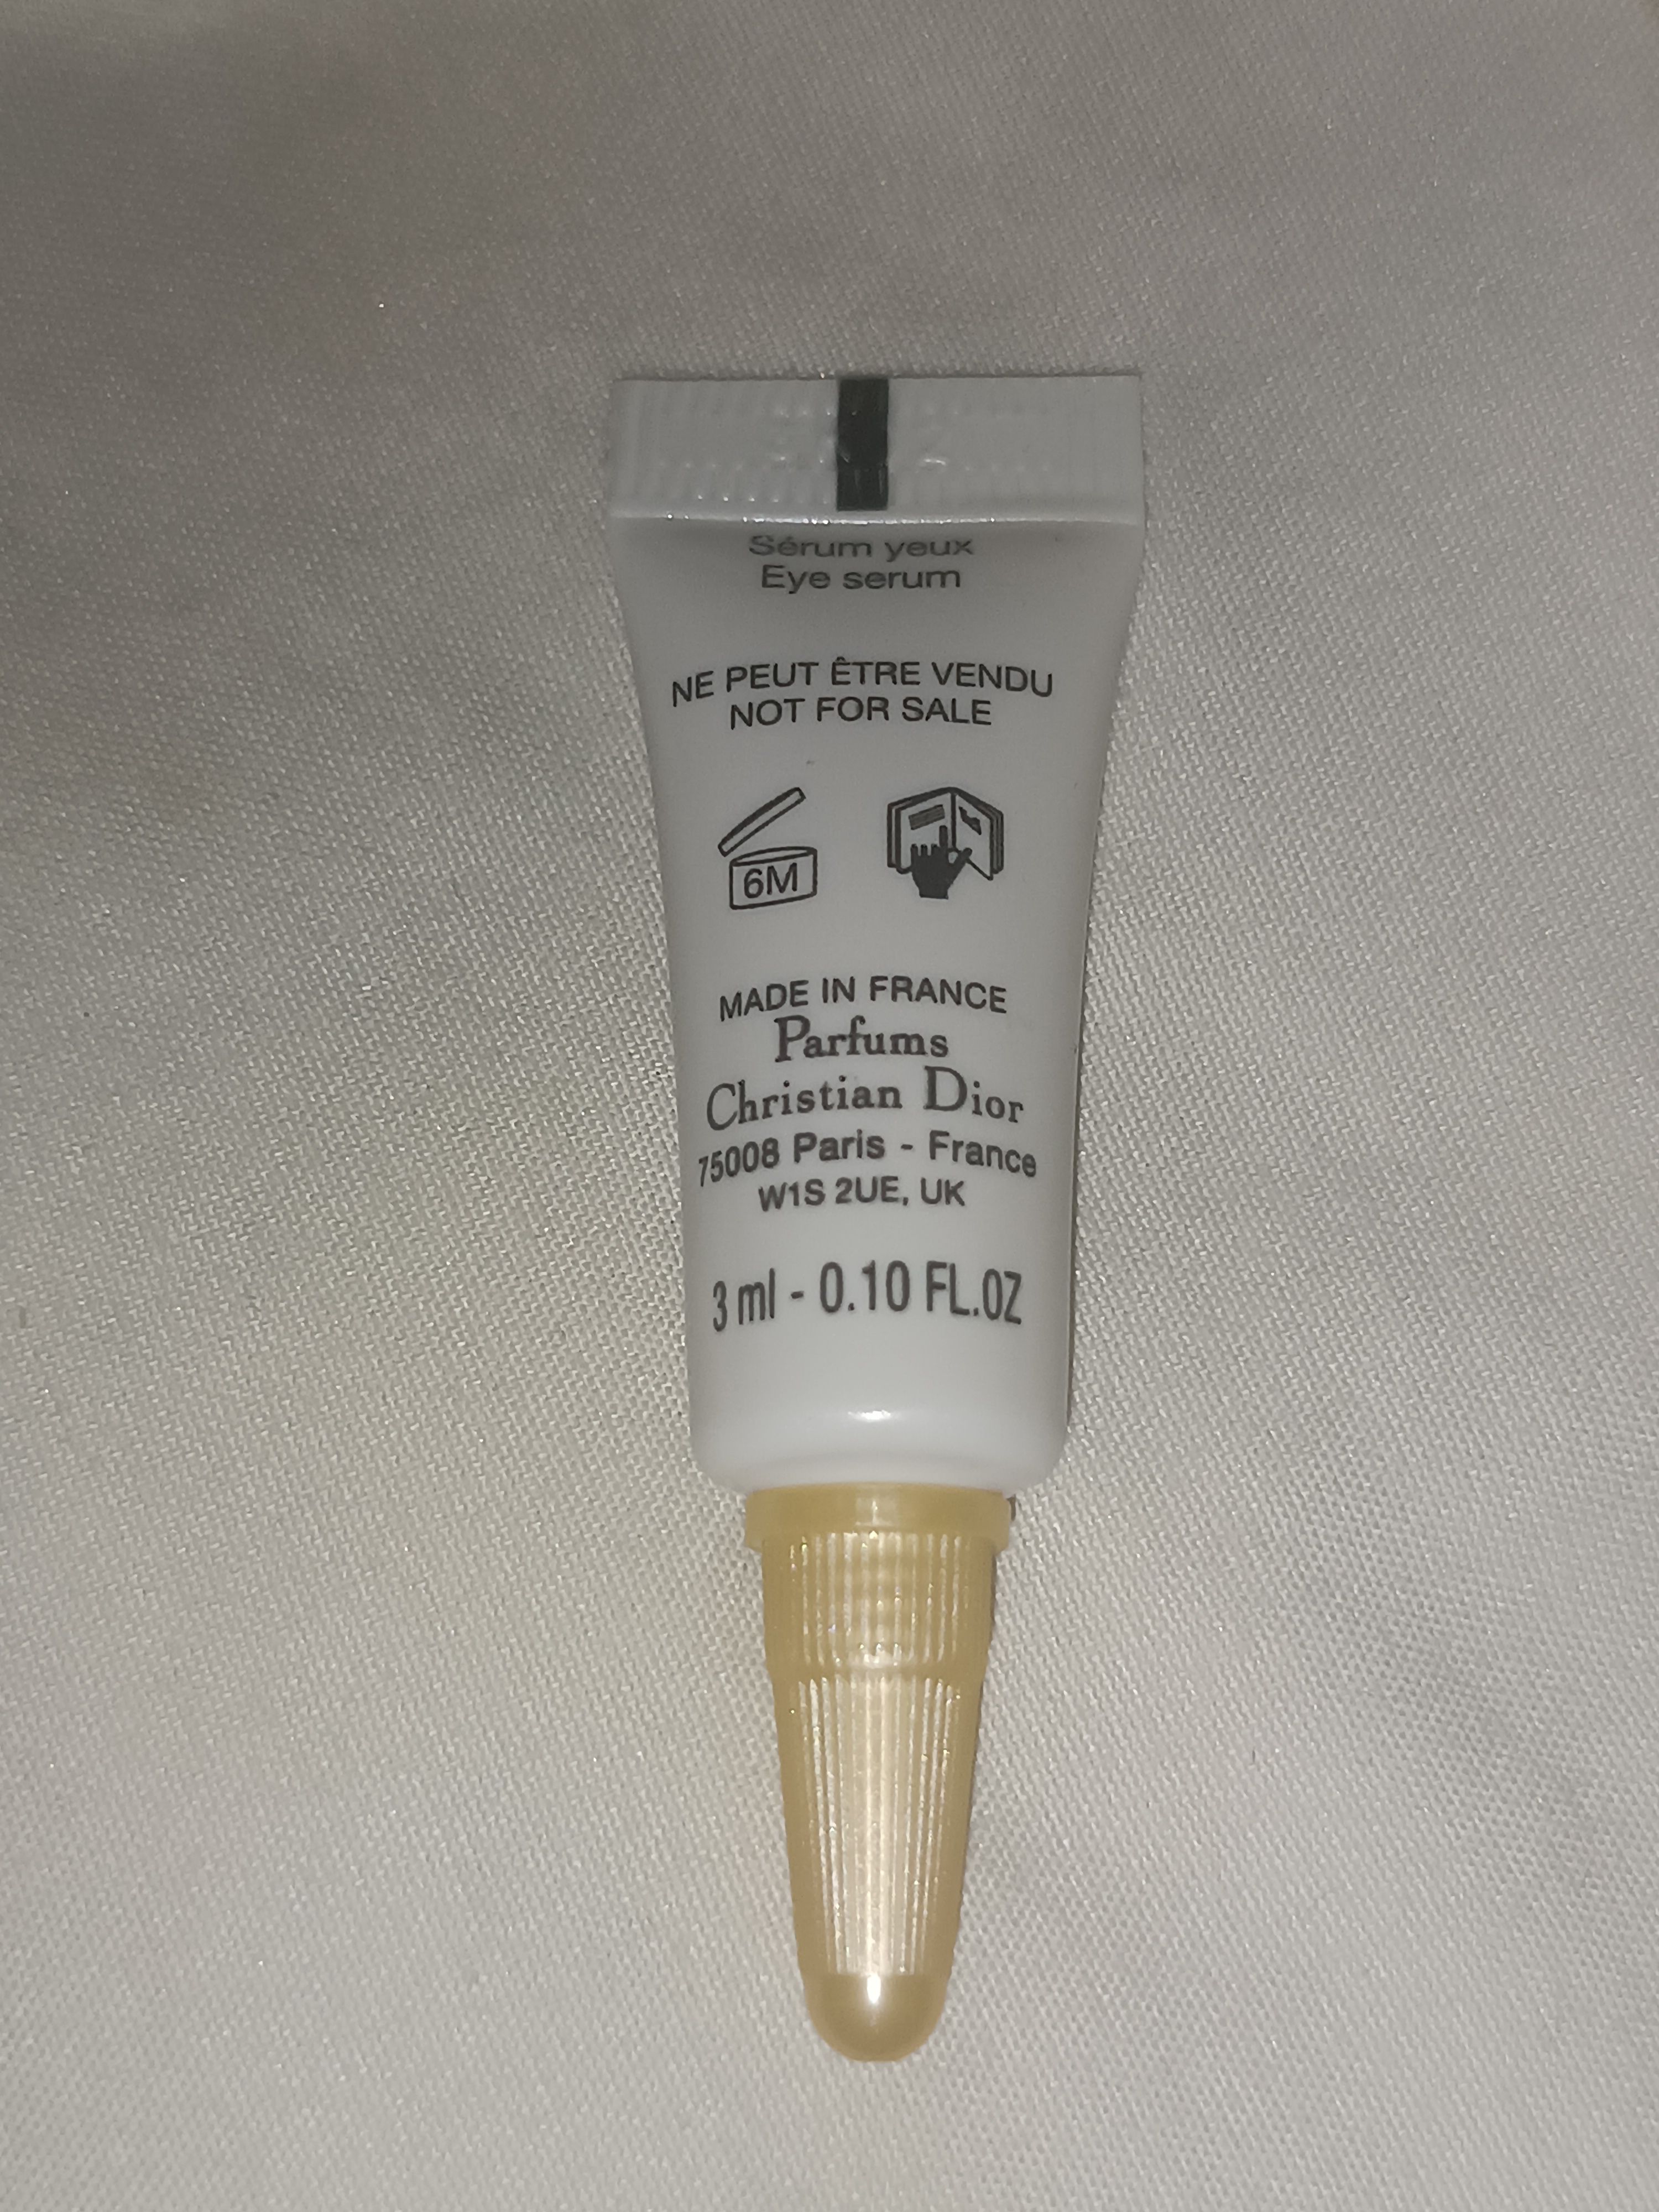 Sérum yeux
Eye serum
NE PEUT ÊTRE VENDU
NOT FOR SALE
6M
MADE IN FRANCE
Parfums
Christian Dior
75008 Paris - France
W1S 2UE, UK
3 ml - 0.10 FL.OZ